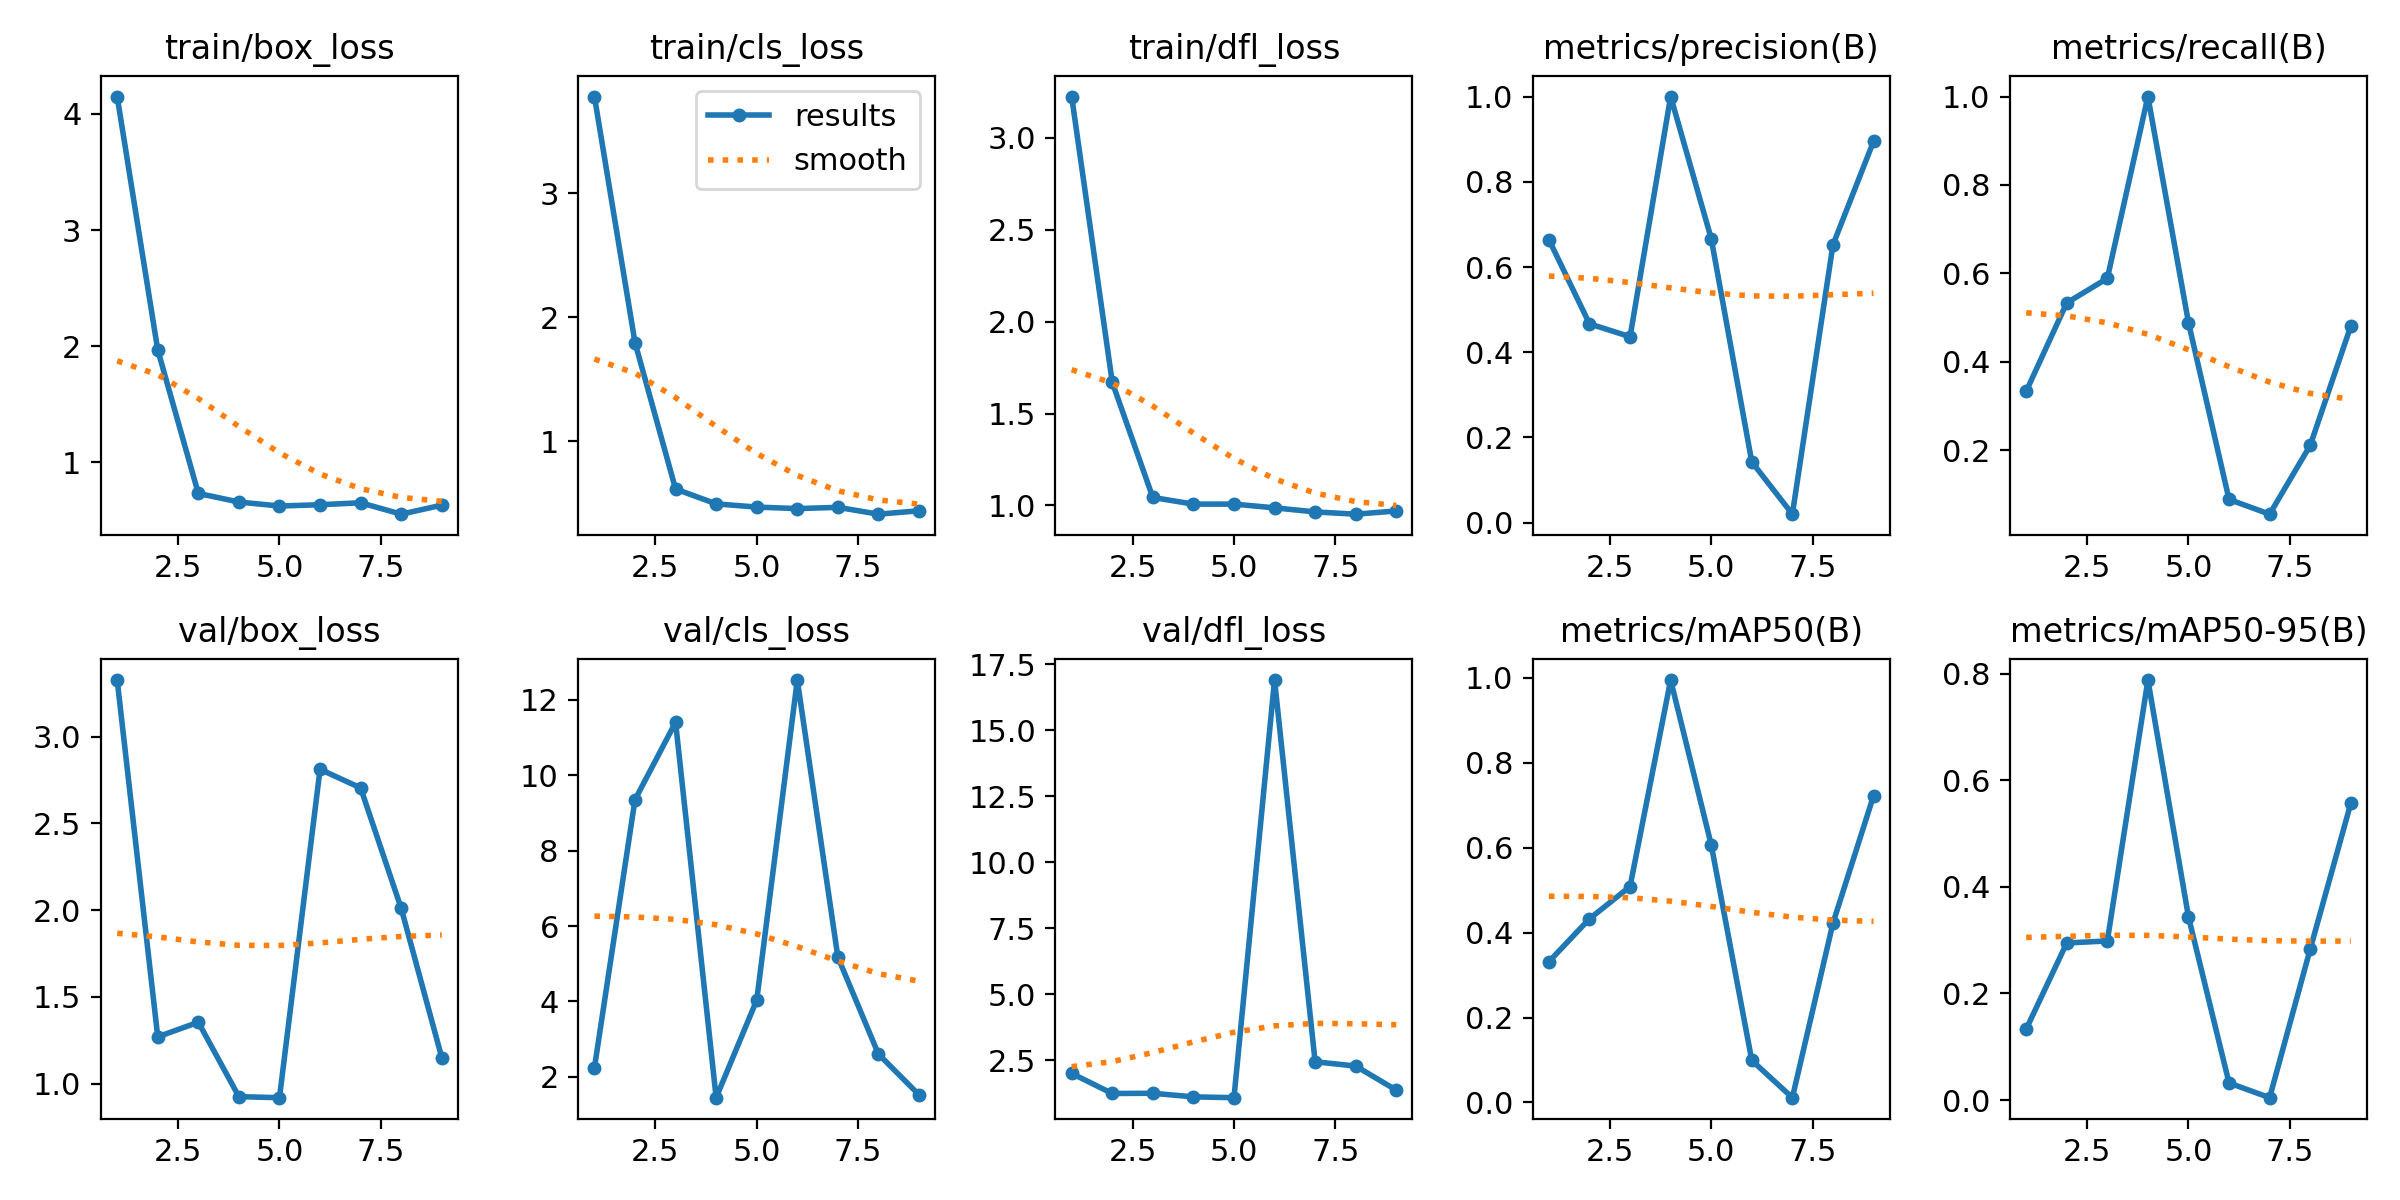 train/box_loss
4
3
2
1
2.5 5.0 7.5
train/cls_loss
results
smooth
3
2
1
2.5 5.0 7.5
train/dfl_loss
3.0
2.5
2.0
1.5
1.0
2.5 5.0 7.5
metrics/precision(B)
1.0
0.8
0.6
0.4
0.2
0.0
2.5 5.0 7.5
metrics/recall(B)
1.0
0.8
0.6
0.4
0.2
2.5 5.0 7.5
val/box_loss
3.0
2.5
2.0
1.5
1.0
2.5 5.0 7.5
val/cls_loss
12
10
8
6
4
2
2.5 5.0 7.5
val/dfl_loss
17.5
15.0
12.5
10.0
7.5
5.0
2.5
2.5 5.0 7.5
metrics/mAP50(B)
1.0
0.8
0.6
0.4
0.2
0.0
2.5 5.0 7.5
metrics/mAP50-95(B)
0.8
0.6
0.4
0.2
0.0
2.5 5.0 7.5